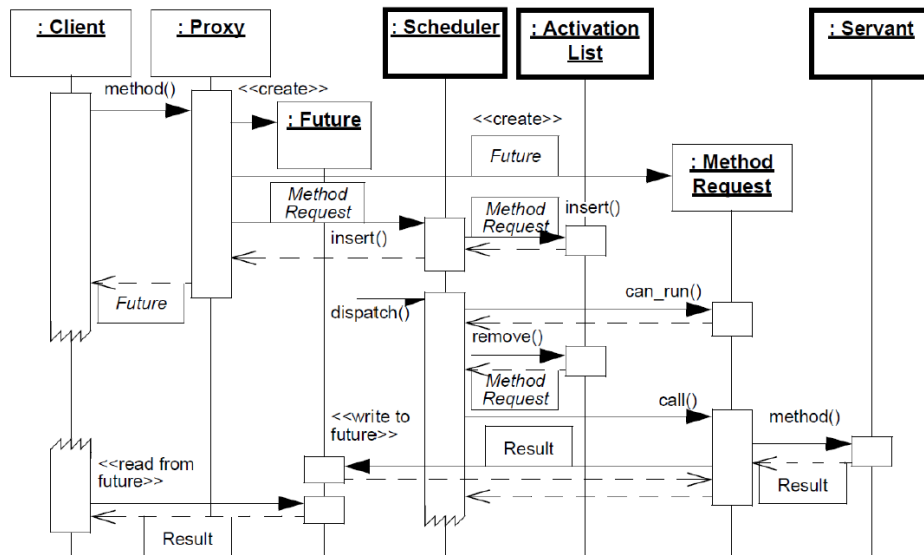 : Client
: Proxy
: Scheduler
: Activation
List
: Servant
method()
<<create>>
: Future
<<create>>
Future
: Method
Request
Method
Request
insert()
Method
Request
insert()
Future
dispatch()
can_run()
remove()
Method
Request
<<write to
future>>
call()
method()
Result
<<read from
future>>
Result
Result